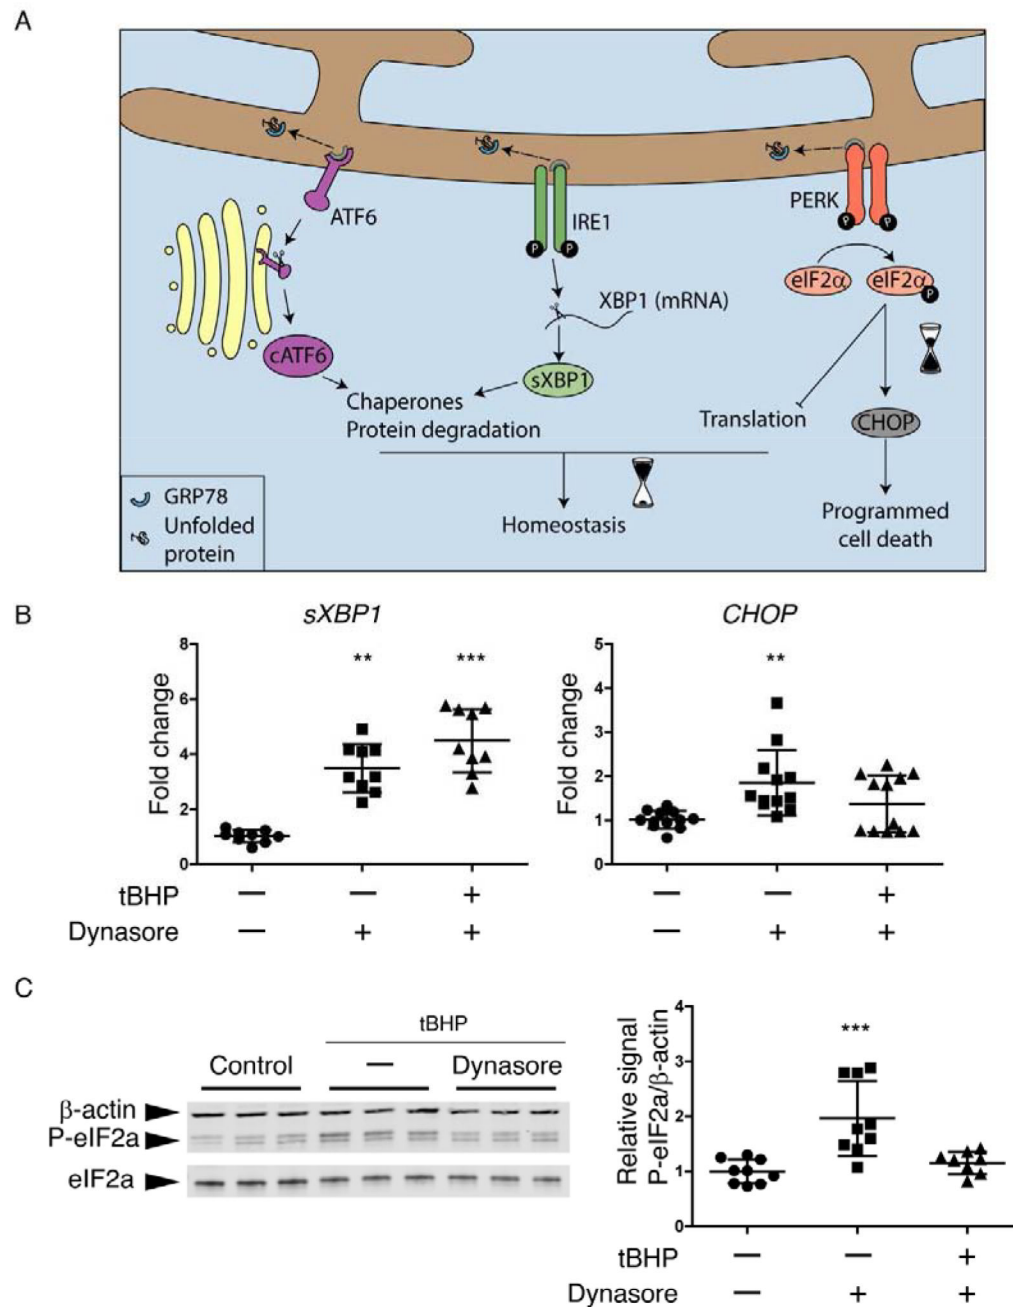 A
ATF6
IRE1
PERK
P
P
P
P
eIF2α
eIF2α
P
XBP1 (mRNA)
cATF6
sXBP1
Chaperones
Protein degradation
Translation
CHOP
Homeostasis
Programmed
cell death
GRP78
Unfolded
protein
B
sXBP1
Fold change
8
6
4
2
0
**
***
tBHP — — +
Dynasore — + +
CHOP
Fold change
5
4
3
2
1
0
**
— — +
— + +
C
tBHP
Control — Dynasore
β-actin
P-eIF2a
eIF2a
Relative signal
P-eIF2a/β-actin
4
3
2
1
0
***
tBHP — — +
Dynasore — + +